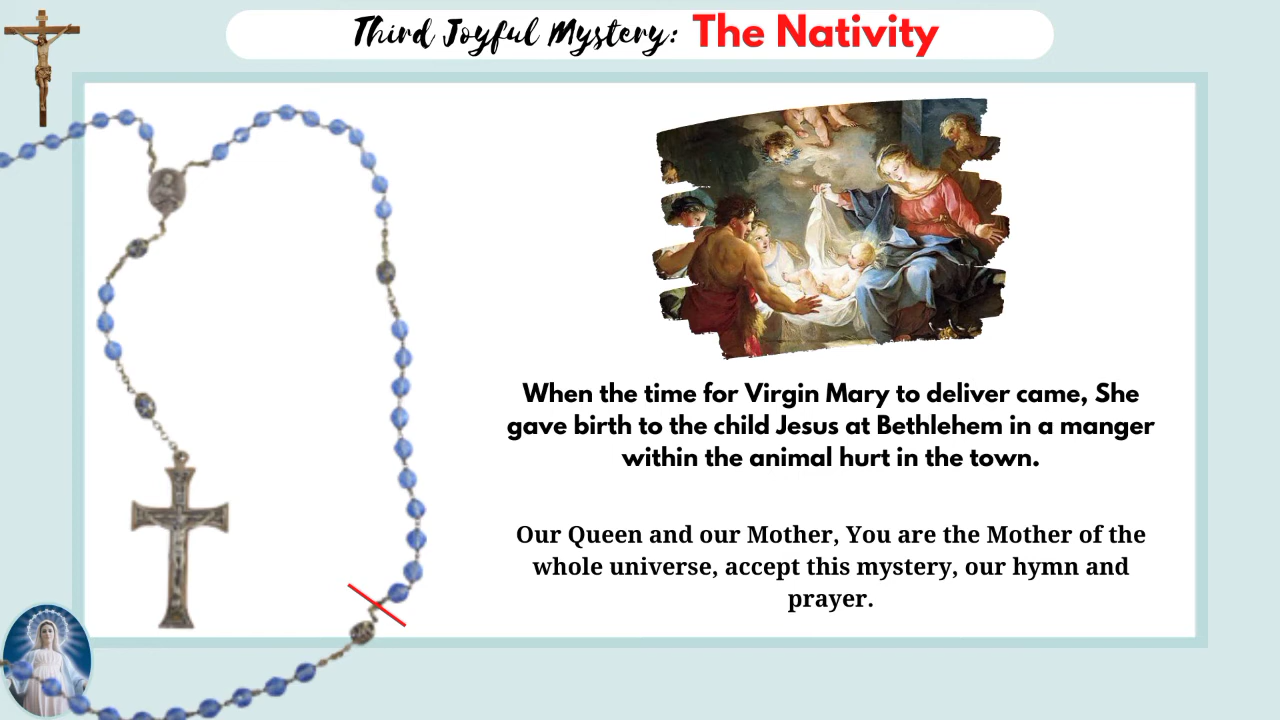 Third Joyful Mystery: The Nativity
When the time for Virgin Mary to deliver came, She
gave birth to the child Jesus at Bethlehem in a manger
within the animal hurt in the town.
Our Queen and our Mother, You are the Mother of the
whole universe, accept this mystery, our hymn and
prayer.